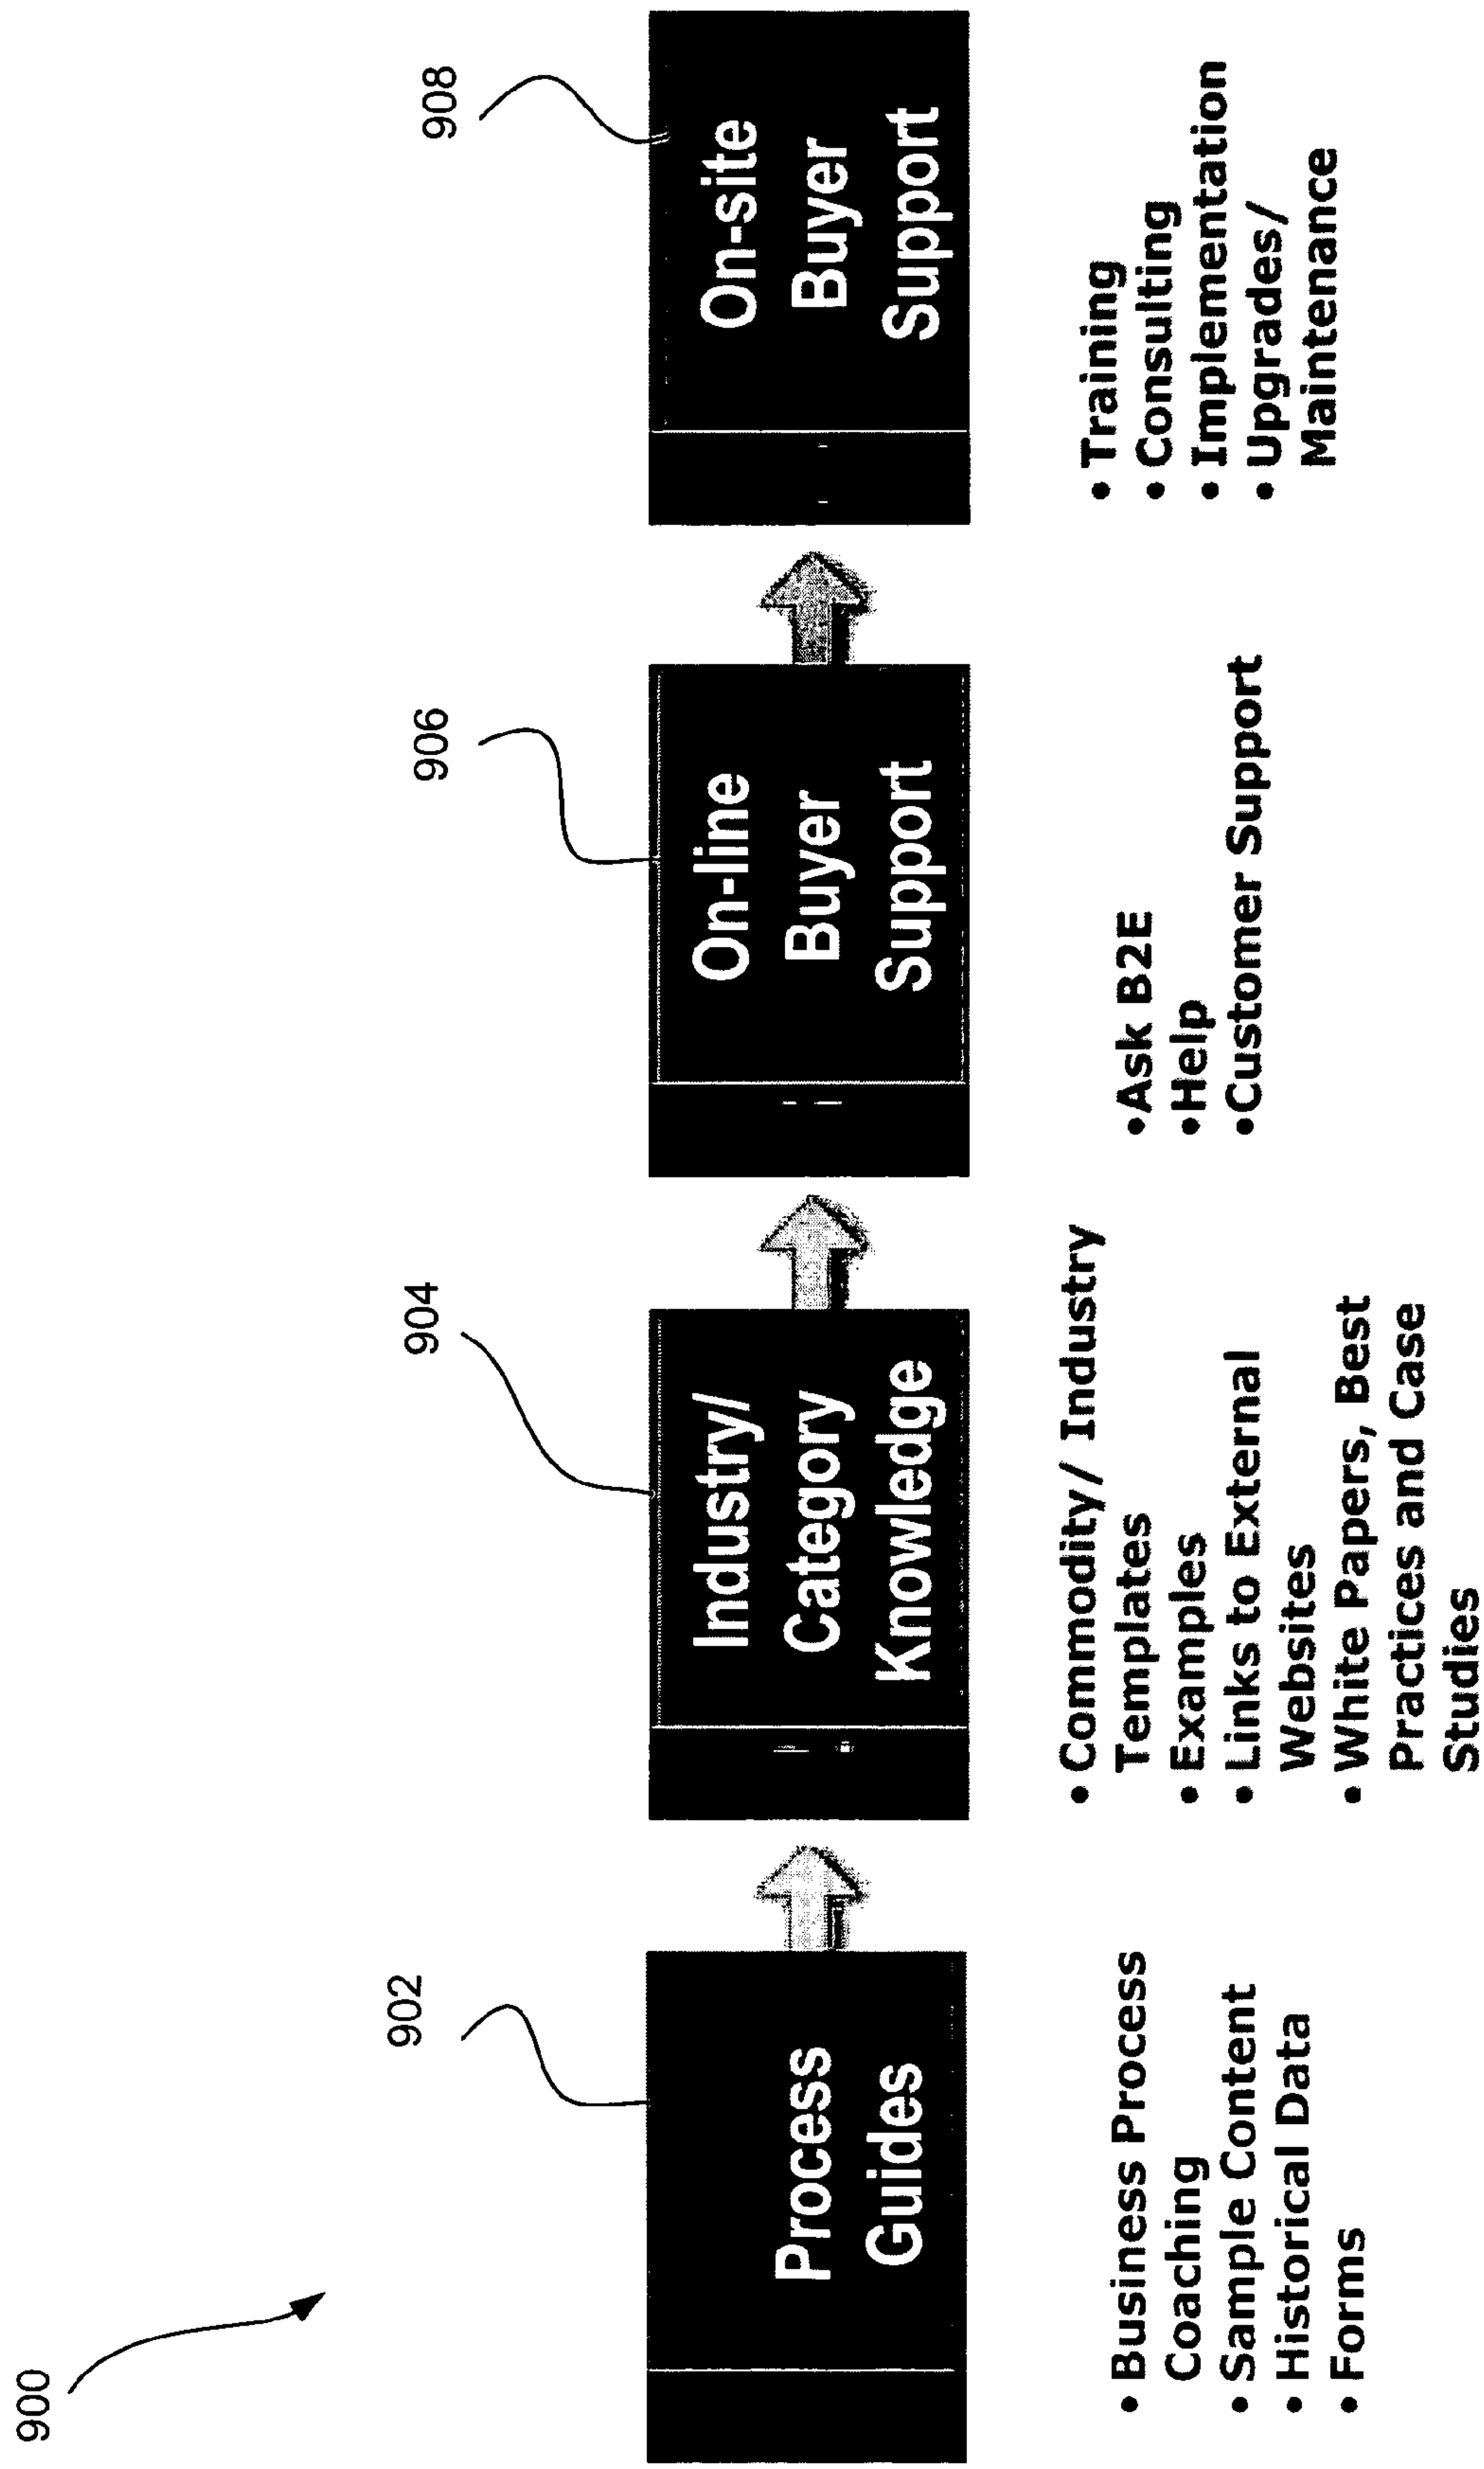 900
902
Process
Guides
• Business Process
Coaching
• Sample Content
• Historical Data
• Forms
904
Industry/
Category
Knowledge
• Commodity/ Industry
Templates
• Examples
• Links to External
Websites
• White Papers, Best
Practices and Case
Studies
906
On-line
Buyer
Support
•Ask B2E
•Help
•Customer Support
908
On-site
Buyer
Support
• Training
• Consulting
• Implementation
• Upgrades/
Maintenance